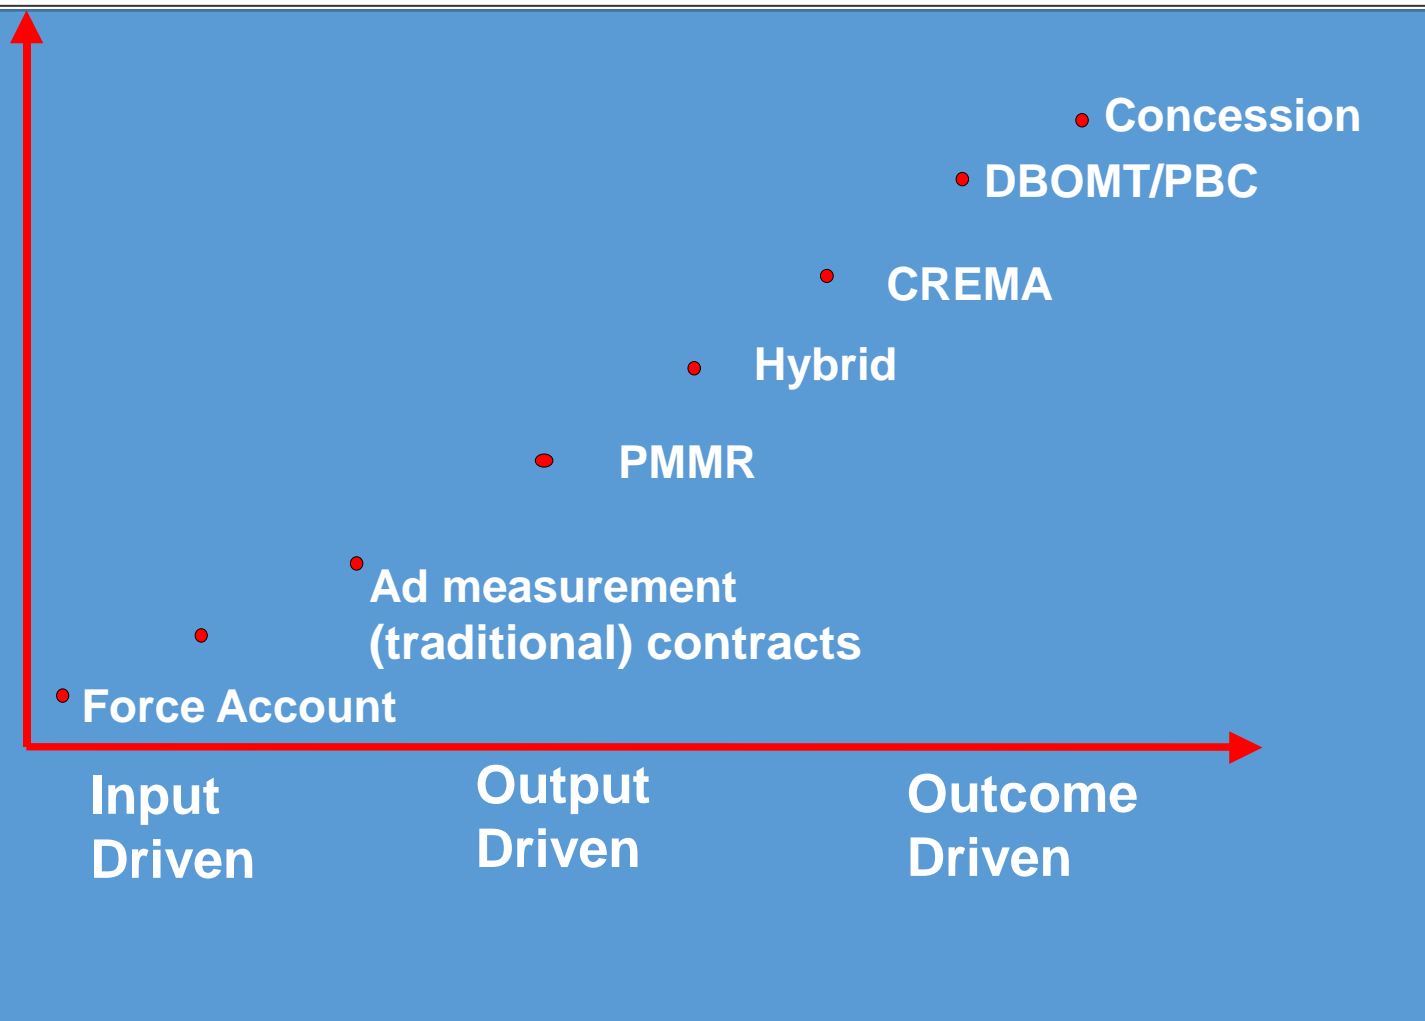 Concession
DBOMT/PBC
CREMA
Hybrid
PMMR
Ad measurement
(traditional) contracts
Force Account
Input
Driven
Output
Driven
Outcome
Driven